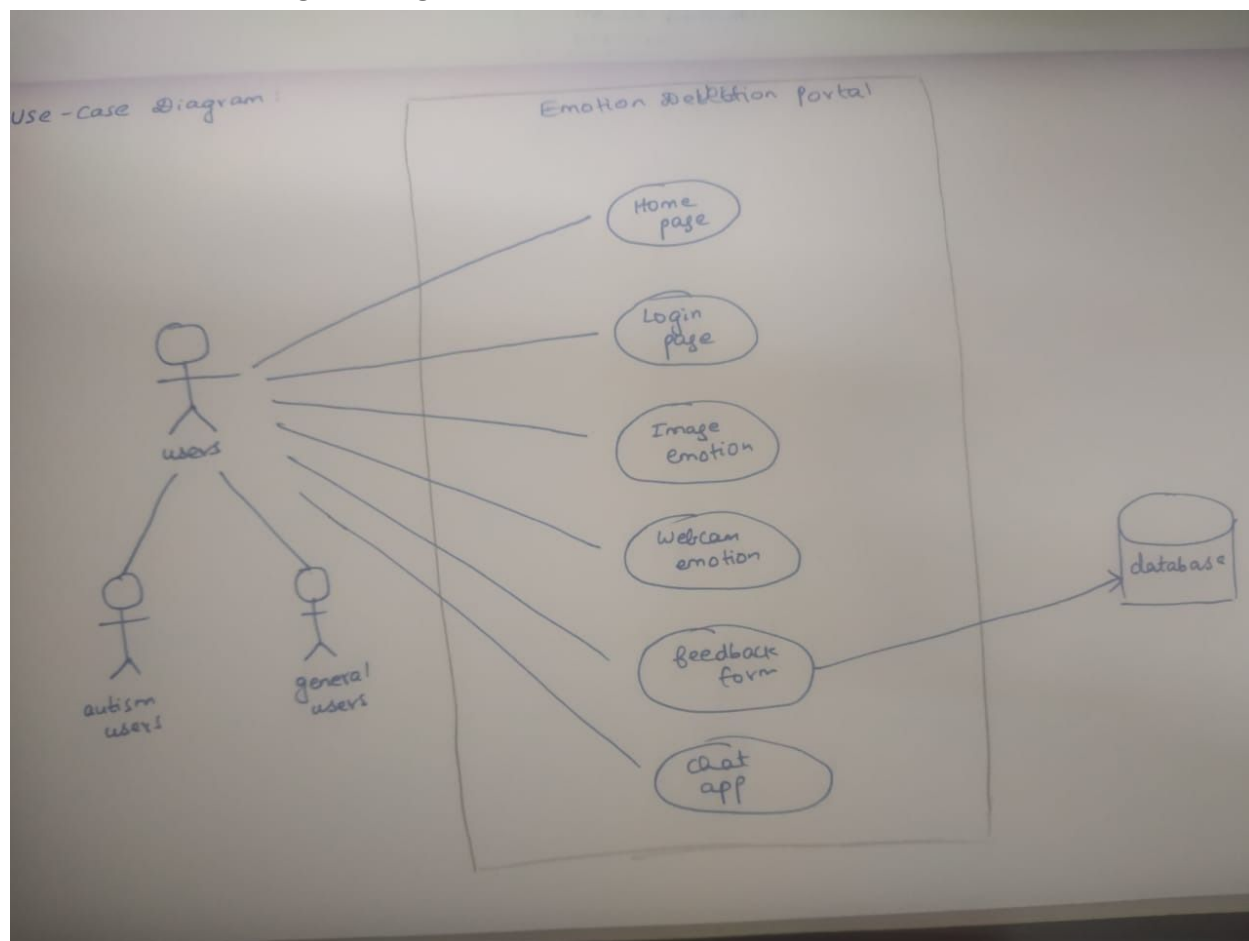 Use-Case Diagram:
Emotion Detection Portal
Home
page
Login
page
Image
emotion
Webcam
emotion
feedback
form
chat
app
users
autism
users
general
users
database